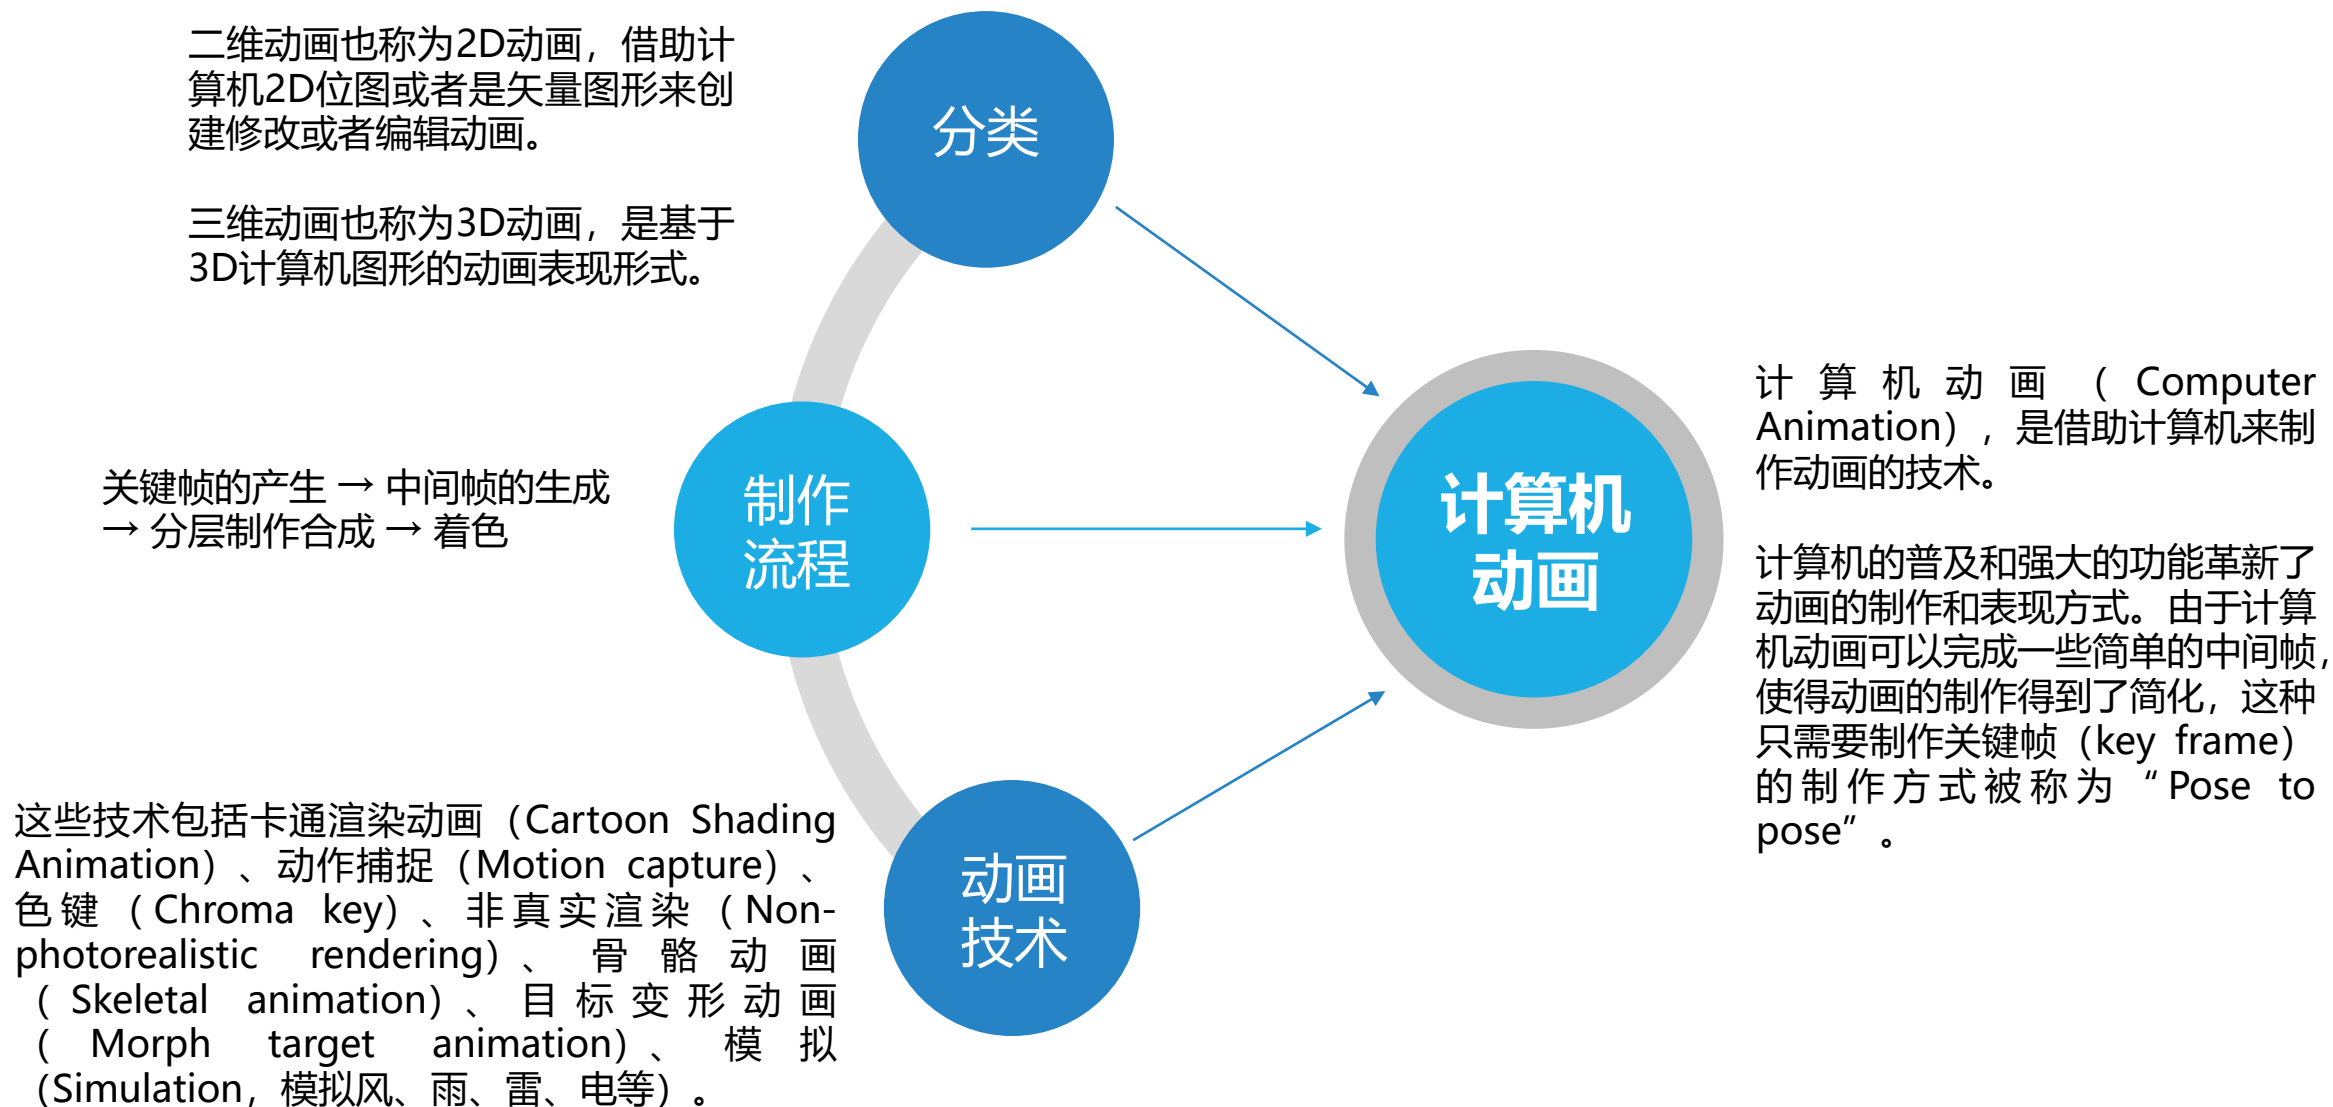 二维动画也称为2D动画，借助计
算机2D位图或者是矢量图形来创
建修改或者编辑动画。
三维动画也称为3D动画，是基于
3D计算机图形的动画表现形式。
分类
关键帧的产生 → 中间帧的生成
→ 分层制作合成 → 着色
制作
流程
这些技术包括卡通渲染动画（Cartoon Shading
Animation）、动作捕捉（Motion capture）、
色键（Chroma key）、非真实渲染（Non-
photorealistic rendering）、骨骼动画
（Skeletal animation）、目标变形动画
（Morph target animation）、模拟
（Simulation，模拟风、雨、雷、电等）。
动画
技术
计算机
动画
计算机动画（Computer
Animation），是借助计算机来制
作动画的技术。
计算机的普及和强大的功能革新了
动画的制作和表现方式。由于计算
机动画可以完成一些简单的中间帧，
使得动画的制作得到了简化，这种
只需要制作关键帧（key frame）
的制作方式被称为“Pose to
pose”。